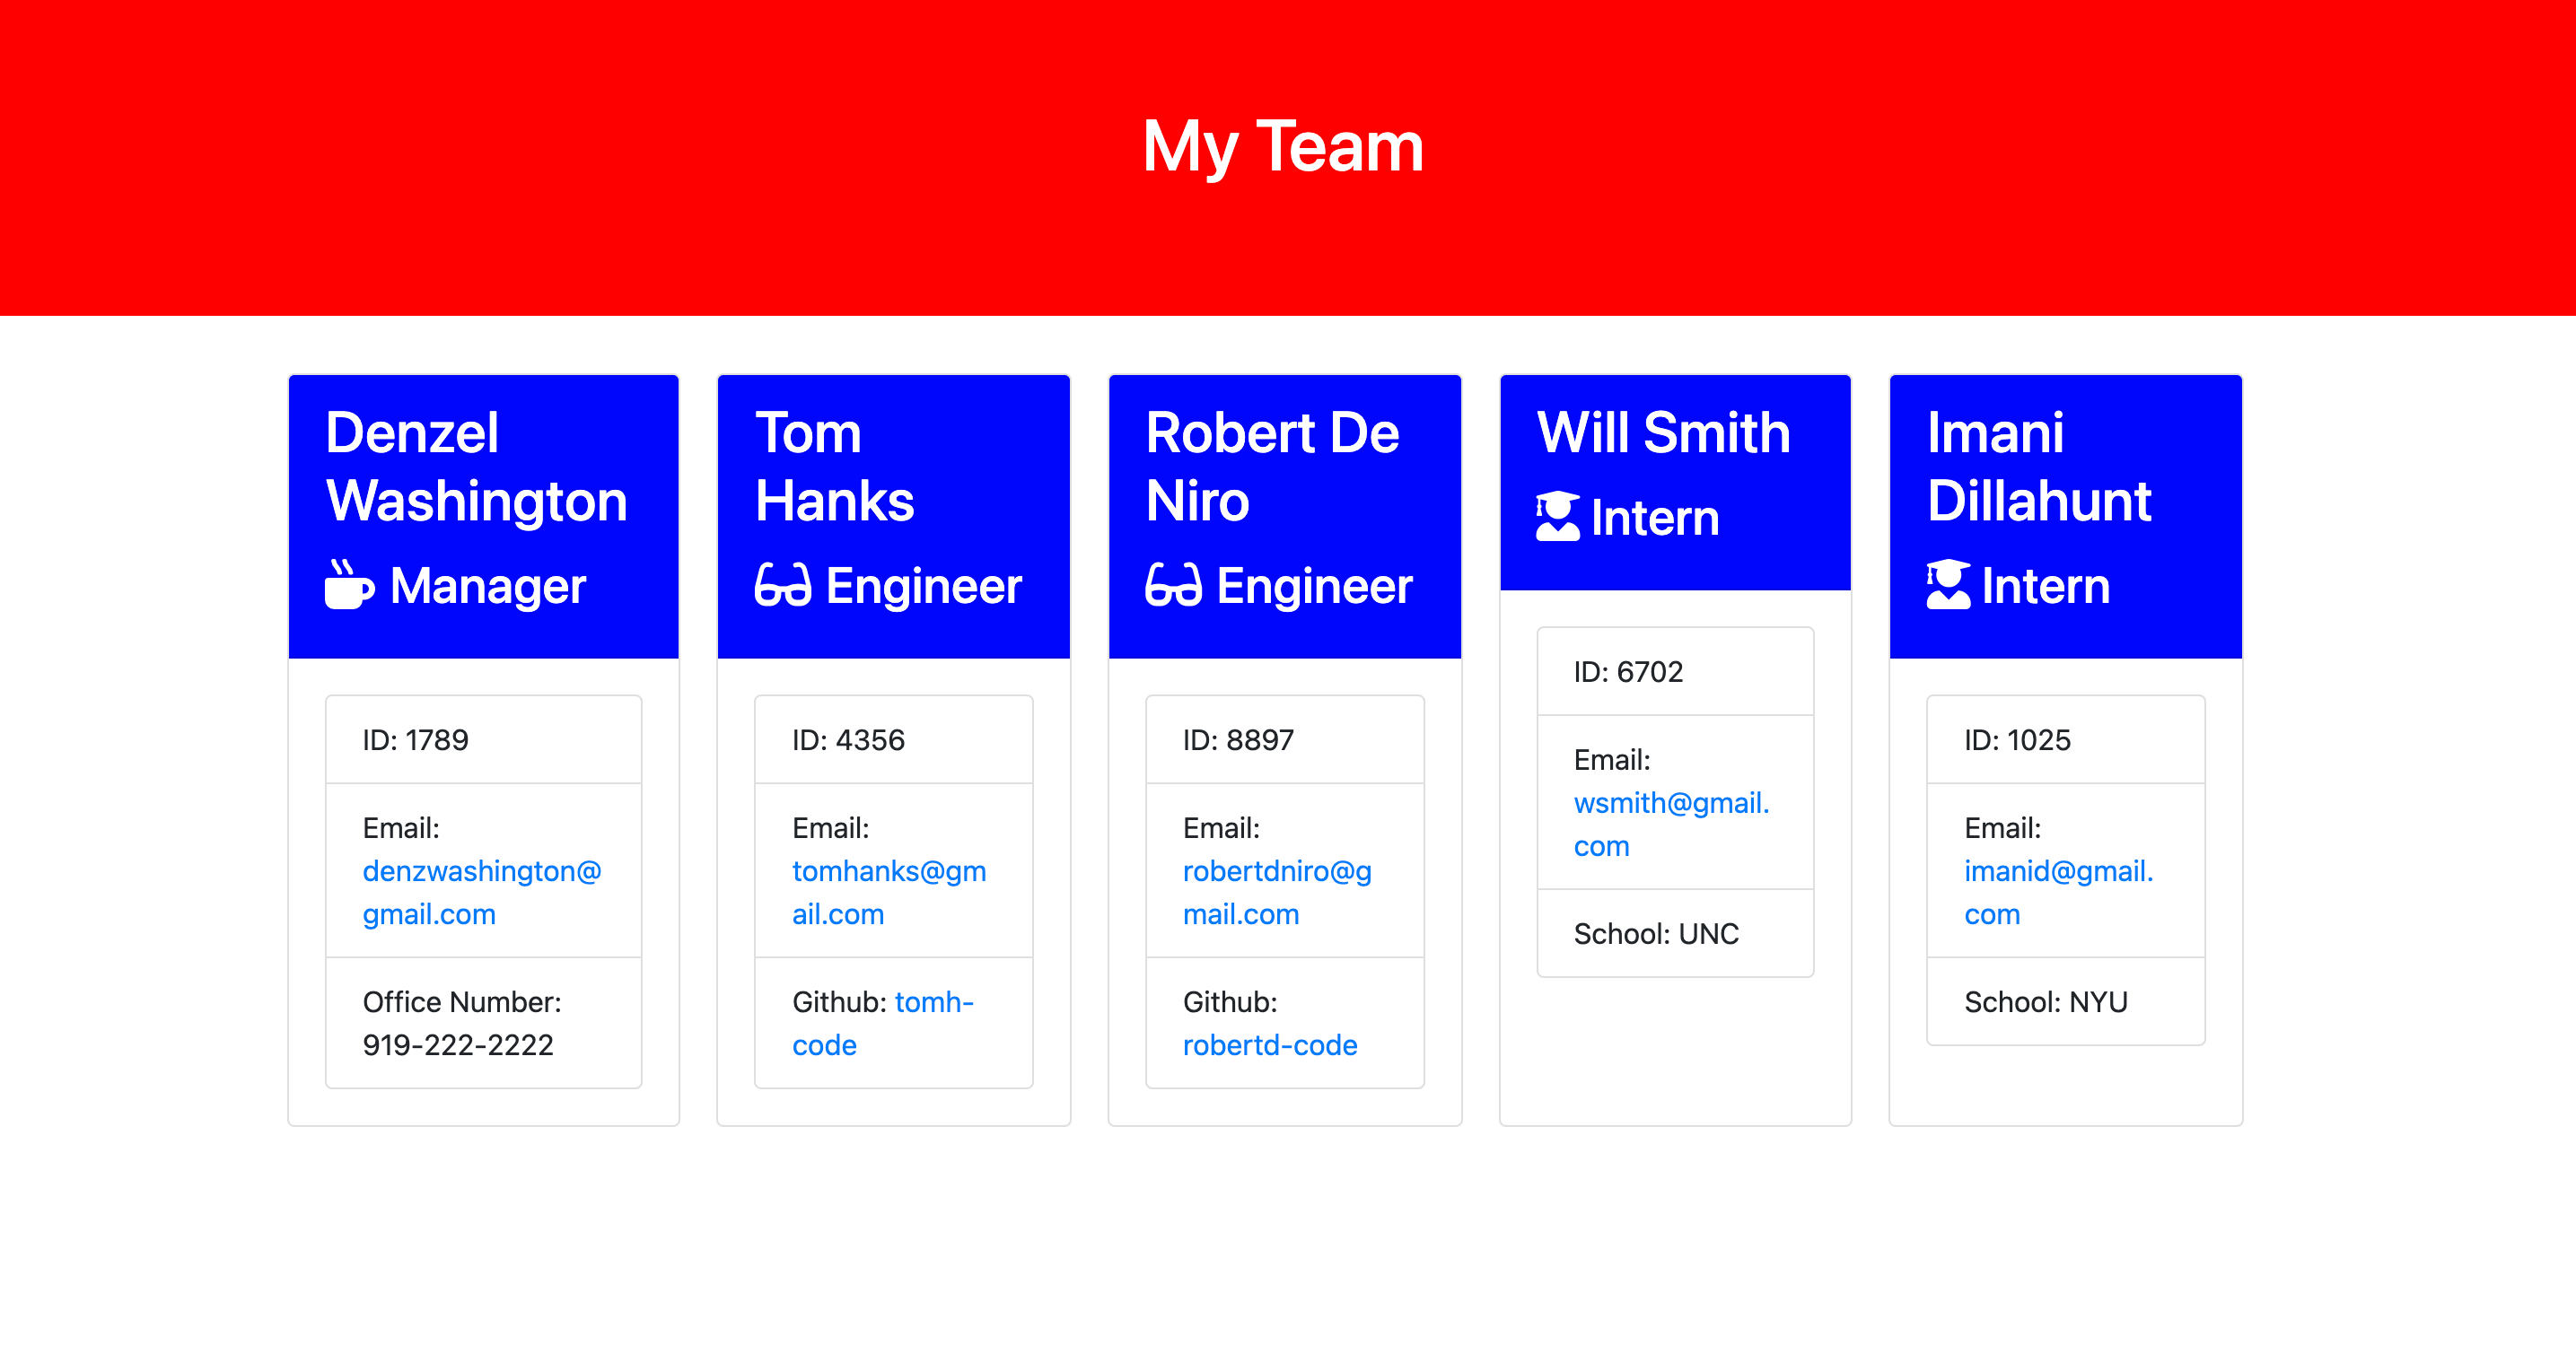 My Team
Denzel
Washington
Manager
ID: 1789
Email:
denzwashington@
gmail.com
Office Number:
919-222-2222
Tom
Hanks
Engineer
ID: 4356
Email:
tomhanks@gm
ail.com
Github: tomh-
code
Robert De
Niro
Engineer
ID: 8897
Email:
robertdniro@g
mail.com
Github:
robertd-code
Will Smith
Intern
ID: 6702
Email:
wsmith@gmail.
com
School: UNC
Imani
Dillahunt
Intern
ID: 1025
Email:
imanid@gmail.
com
School: NYU